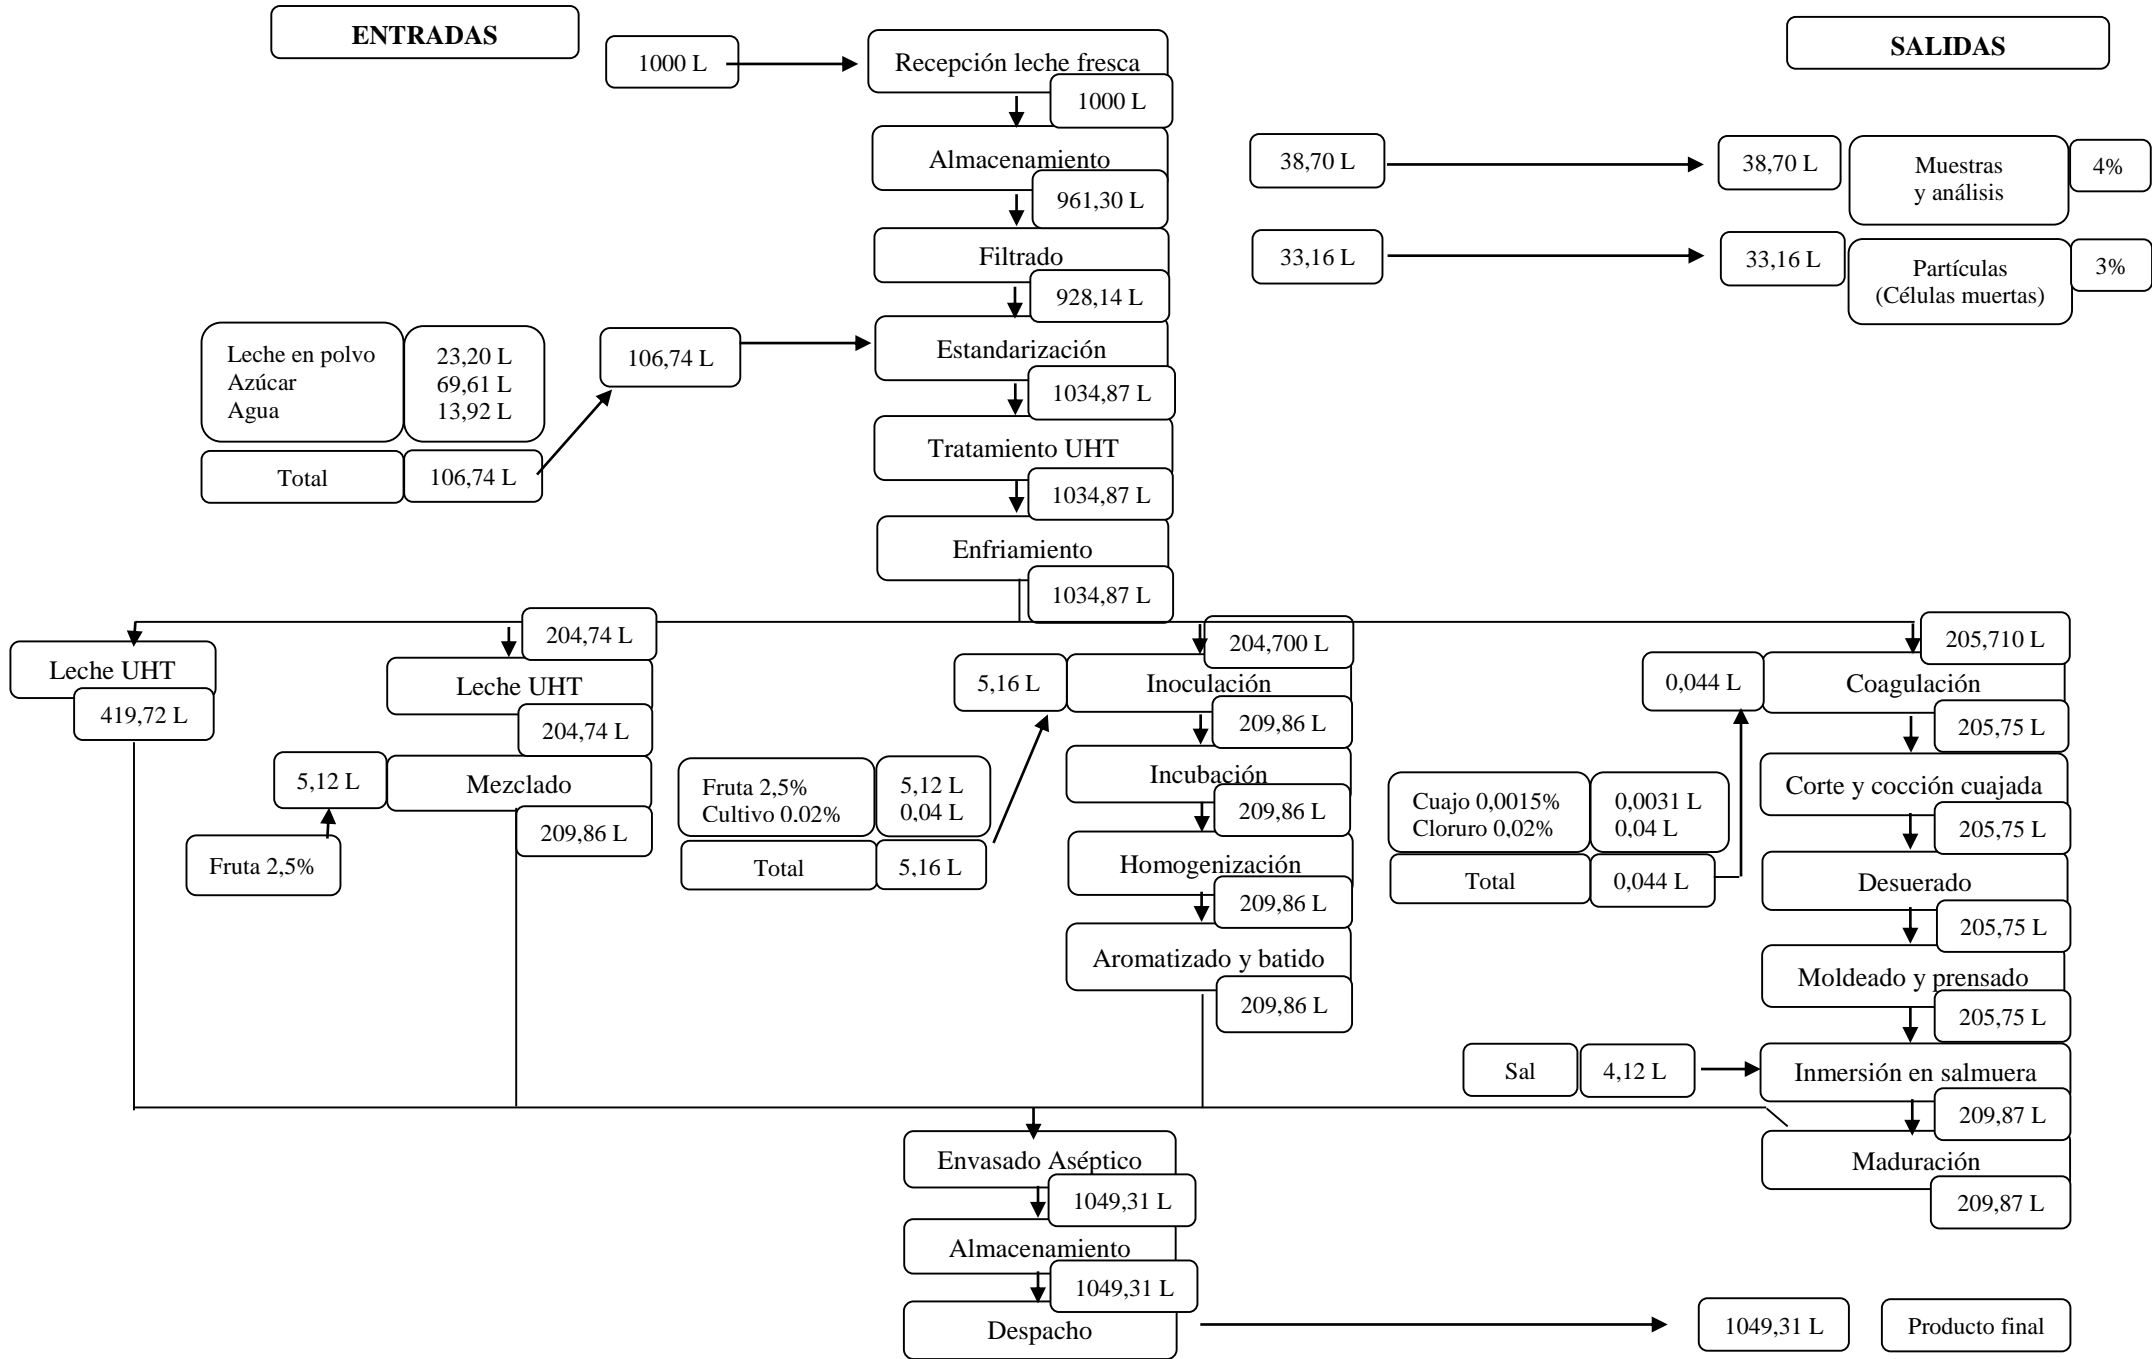 ENTRADAS
SALIDAS
1000 L
Recepción leche fresca
1000 L
Almacenamiento
961,30 L
38,70 L
38,70 L
Muestras
y análisis
4%
Filtrado
928,14 L
33,16 L
33,16 L
Partículas
(Células muertas)
3%
Leche en polvo
23,20 L
Azúcar
69,61 L
Agua
13,92 L
Total
106,74 L
106,74 L
Estandarización
1034,87 L
Tratamiento UHT
1034,87 L
Enfriamiento
1034,87 L
Leche UHT
419,72 L
204,74 L
Leche UHT
204,74 L
5,12 L
Mezclado
209,86 L
Fruta 2,5%
204,700 L
5,16 L
Inoculación
209,86 L
Fruta 2,5%
5,12 L
Cultivo 0,02%
0,04 L
Total
5,16 L
Incubación
209,86 L
Homogenización
209,86 L
Aromatizado y batido
209,86 L
205,710 L
0,044 L
Coagulación
205,75 L
Cuajo 0,0015%
0,0031 L
Cloruro 0,02%
0,04 L
Total
0,044 L
Corte y cocción cuajada
205,75 L
Desuerado
205,75 L
Moldeado y prensado
205,75 L
Sal
4,12 L
Inmersión en salmuera
209,87 L
Maduración
209,87 L
Envasado Aséptico
1049,31 L
Almacenamiento
1049,31 L
Despacho
1049,31 L
Producto final